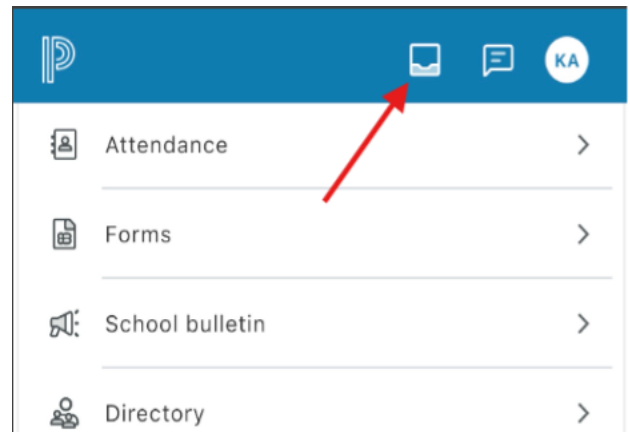 KA
Attendance
Forms
School bulletin
Directory